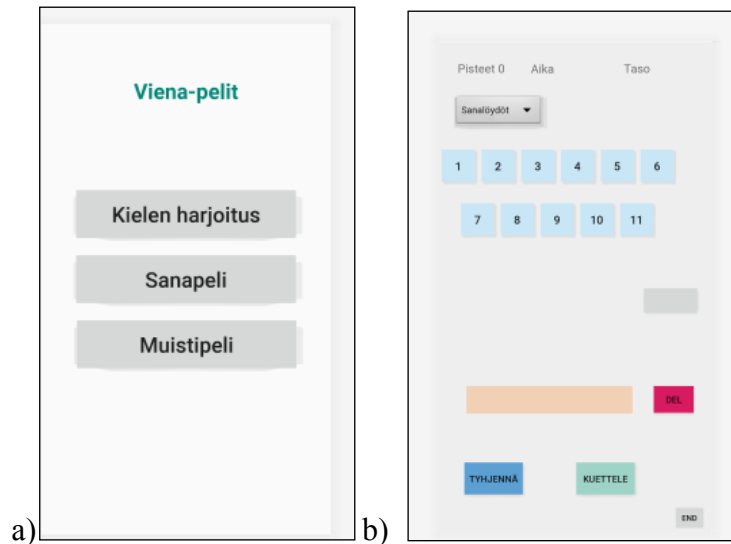 Viena-pelit
Kielen harjoitus
Sanapeli
Muistipeli
a)
Pisteet 0 Aika Taso
Sanalöydöt
1 2 3 4 5 6
7 8 9 10 11
DEL
TYHJENNÄ KUETTELE
END
b)